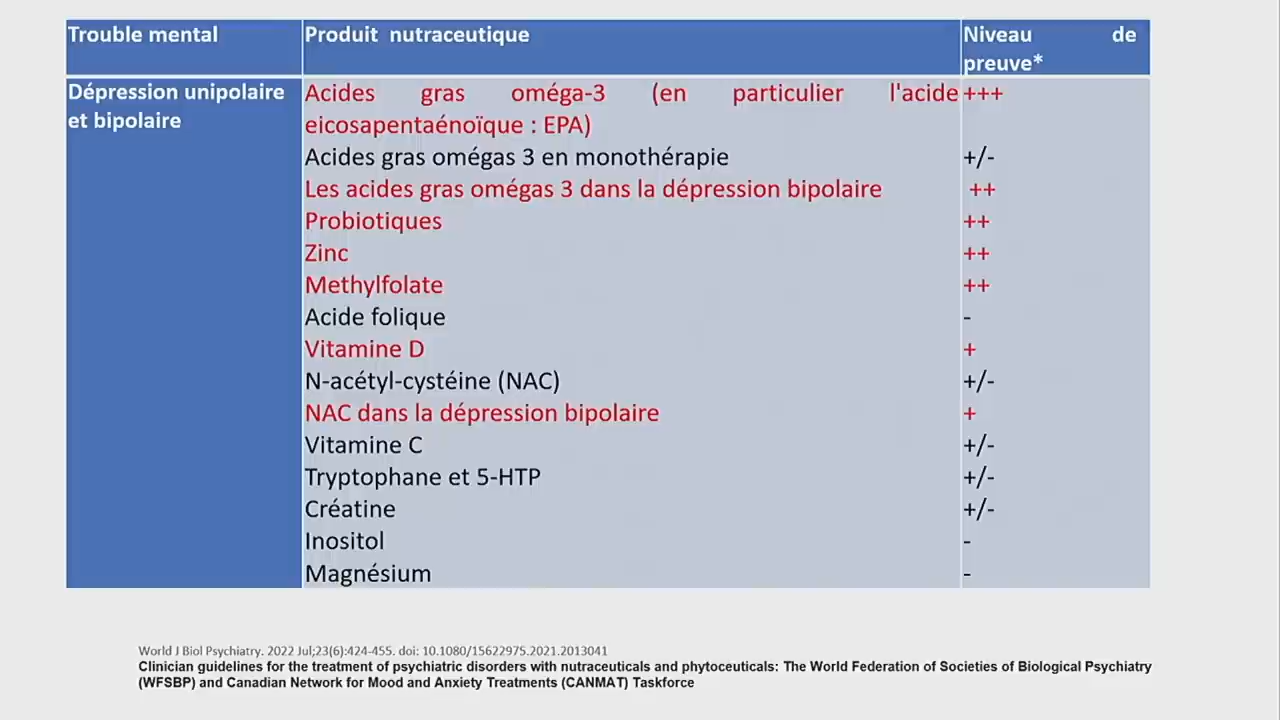 Trouble mental
Produit nutraceutique
Niveau de
preuve*
Dépression unipolaire
et bipolaire
Acides gras oméga-3 (en particulier l'acide +++
eicosapentaénoïque : EPA)
Acides gras omégas 3 en monothérapie +/-
Les acides gras omégas 3 dans la dépression bipolaire ++
Probiotiques ++
Zinc ++
Methylfolate ++
Acide folique -
Vitamine D +
N-acétyl-cystéine (NAC) +/-
NAC dans la dépression bipolaire +
Vitamine C +/-
Tryptophane et 5-HTP +/-
Créatine +/-
Inositol -
Magnésium -
World J Biol Psychiatry. 2022 Jul;23(6):424-455. doi: 10.1080/15622975.2021.2013041
Clinician guidelines for the treatment of psychiatric disorders with nutraceuticals and phytoceuticals: The World Federation of Societies of Biological Psychiatry
(WFSBP) and Canadian Network for Mood and Anxiety Treatments (CANMAT) Taskforce